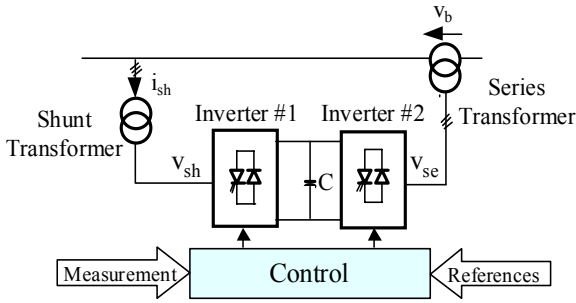 v_b
i_sh
Shunt
Transformer
Inverter #1
Inverter #2
Series
Transformer
v_sh
C
v_se
Measurement
Control
References